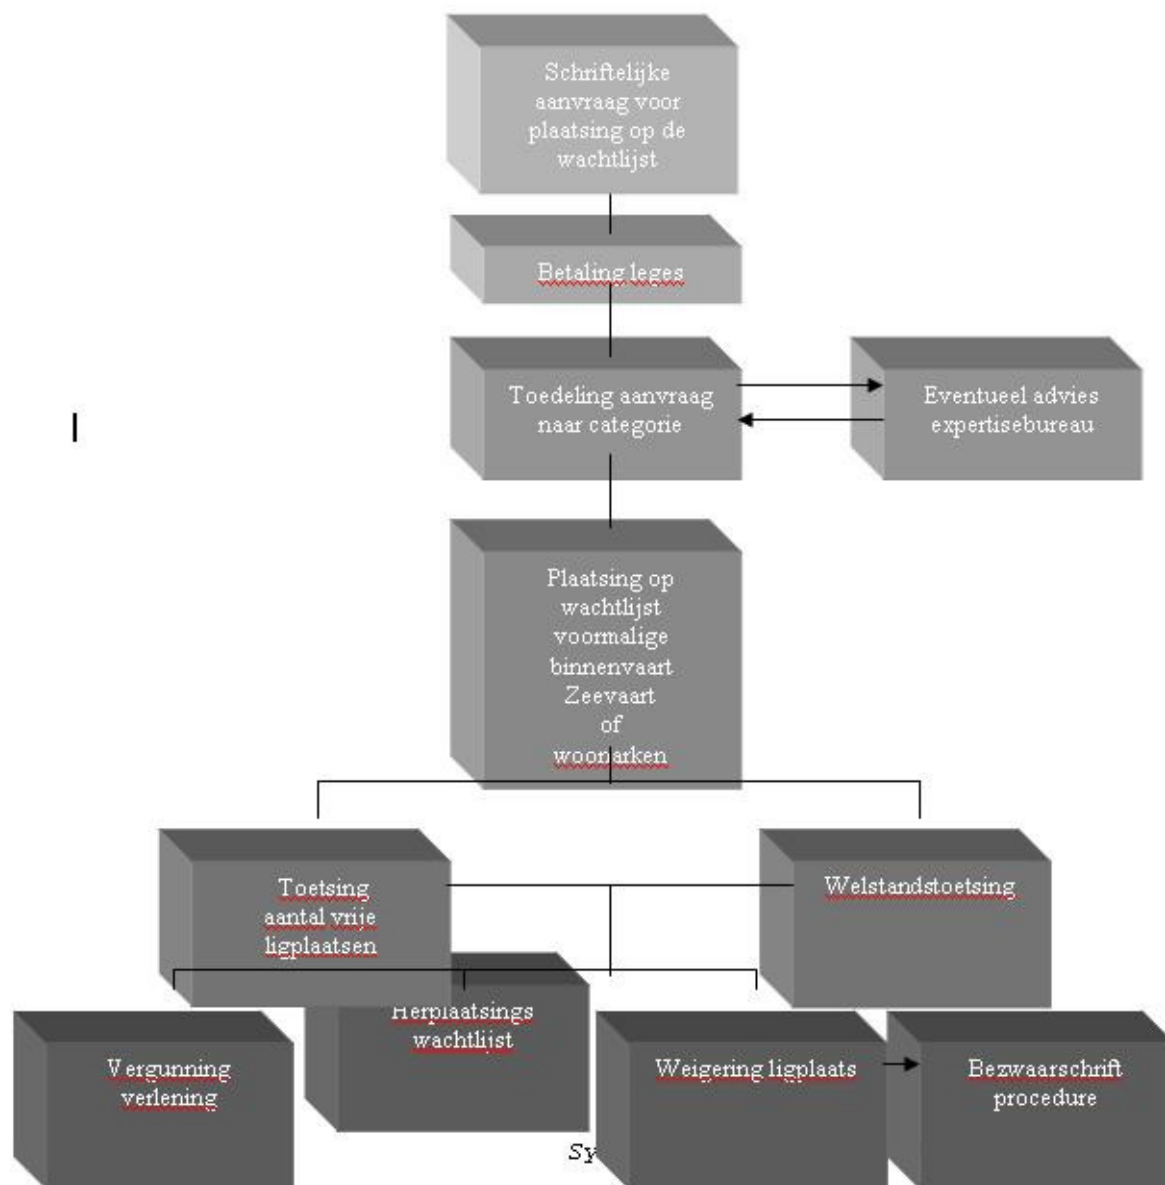 Schriftelijke
aanvraag voor
plaatsing op de
wachtlijst
Betaling leges
Toedeling aanvraag
naar categorie
Eventueel advies
expertisebureau
Plaatsing op
wachtlijst
voormalige
binnenvaart
Zeevaart
of
woonarken
Toetsing
aantal vrije
ligplaatsen
Welstandstoetsing
Herplaatsings
wachtlijst
Vergunning
verlening
Weigering ligplaats
Bezwaarschrift
procedure
Sy